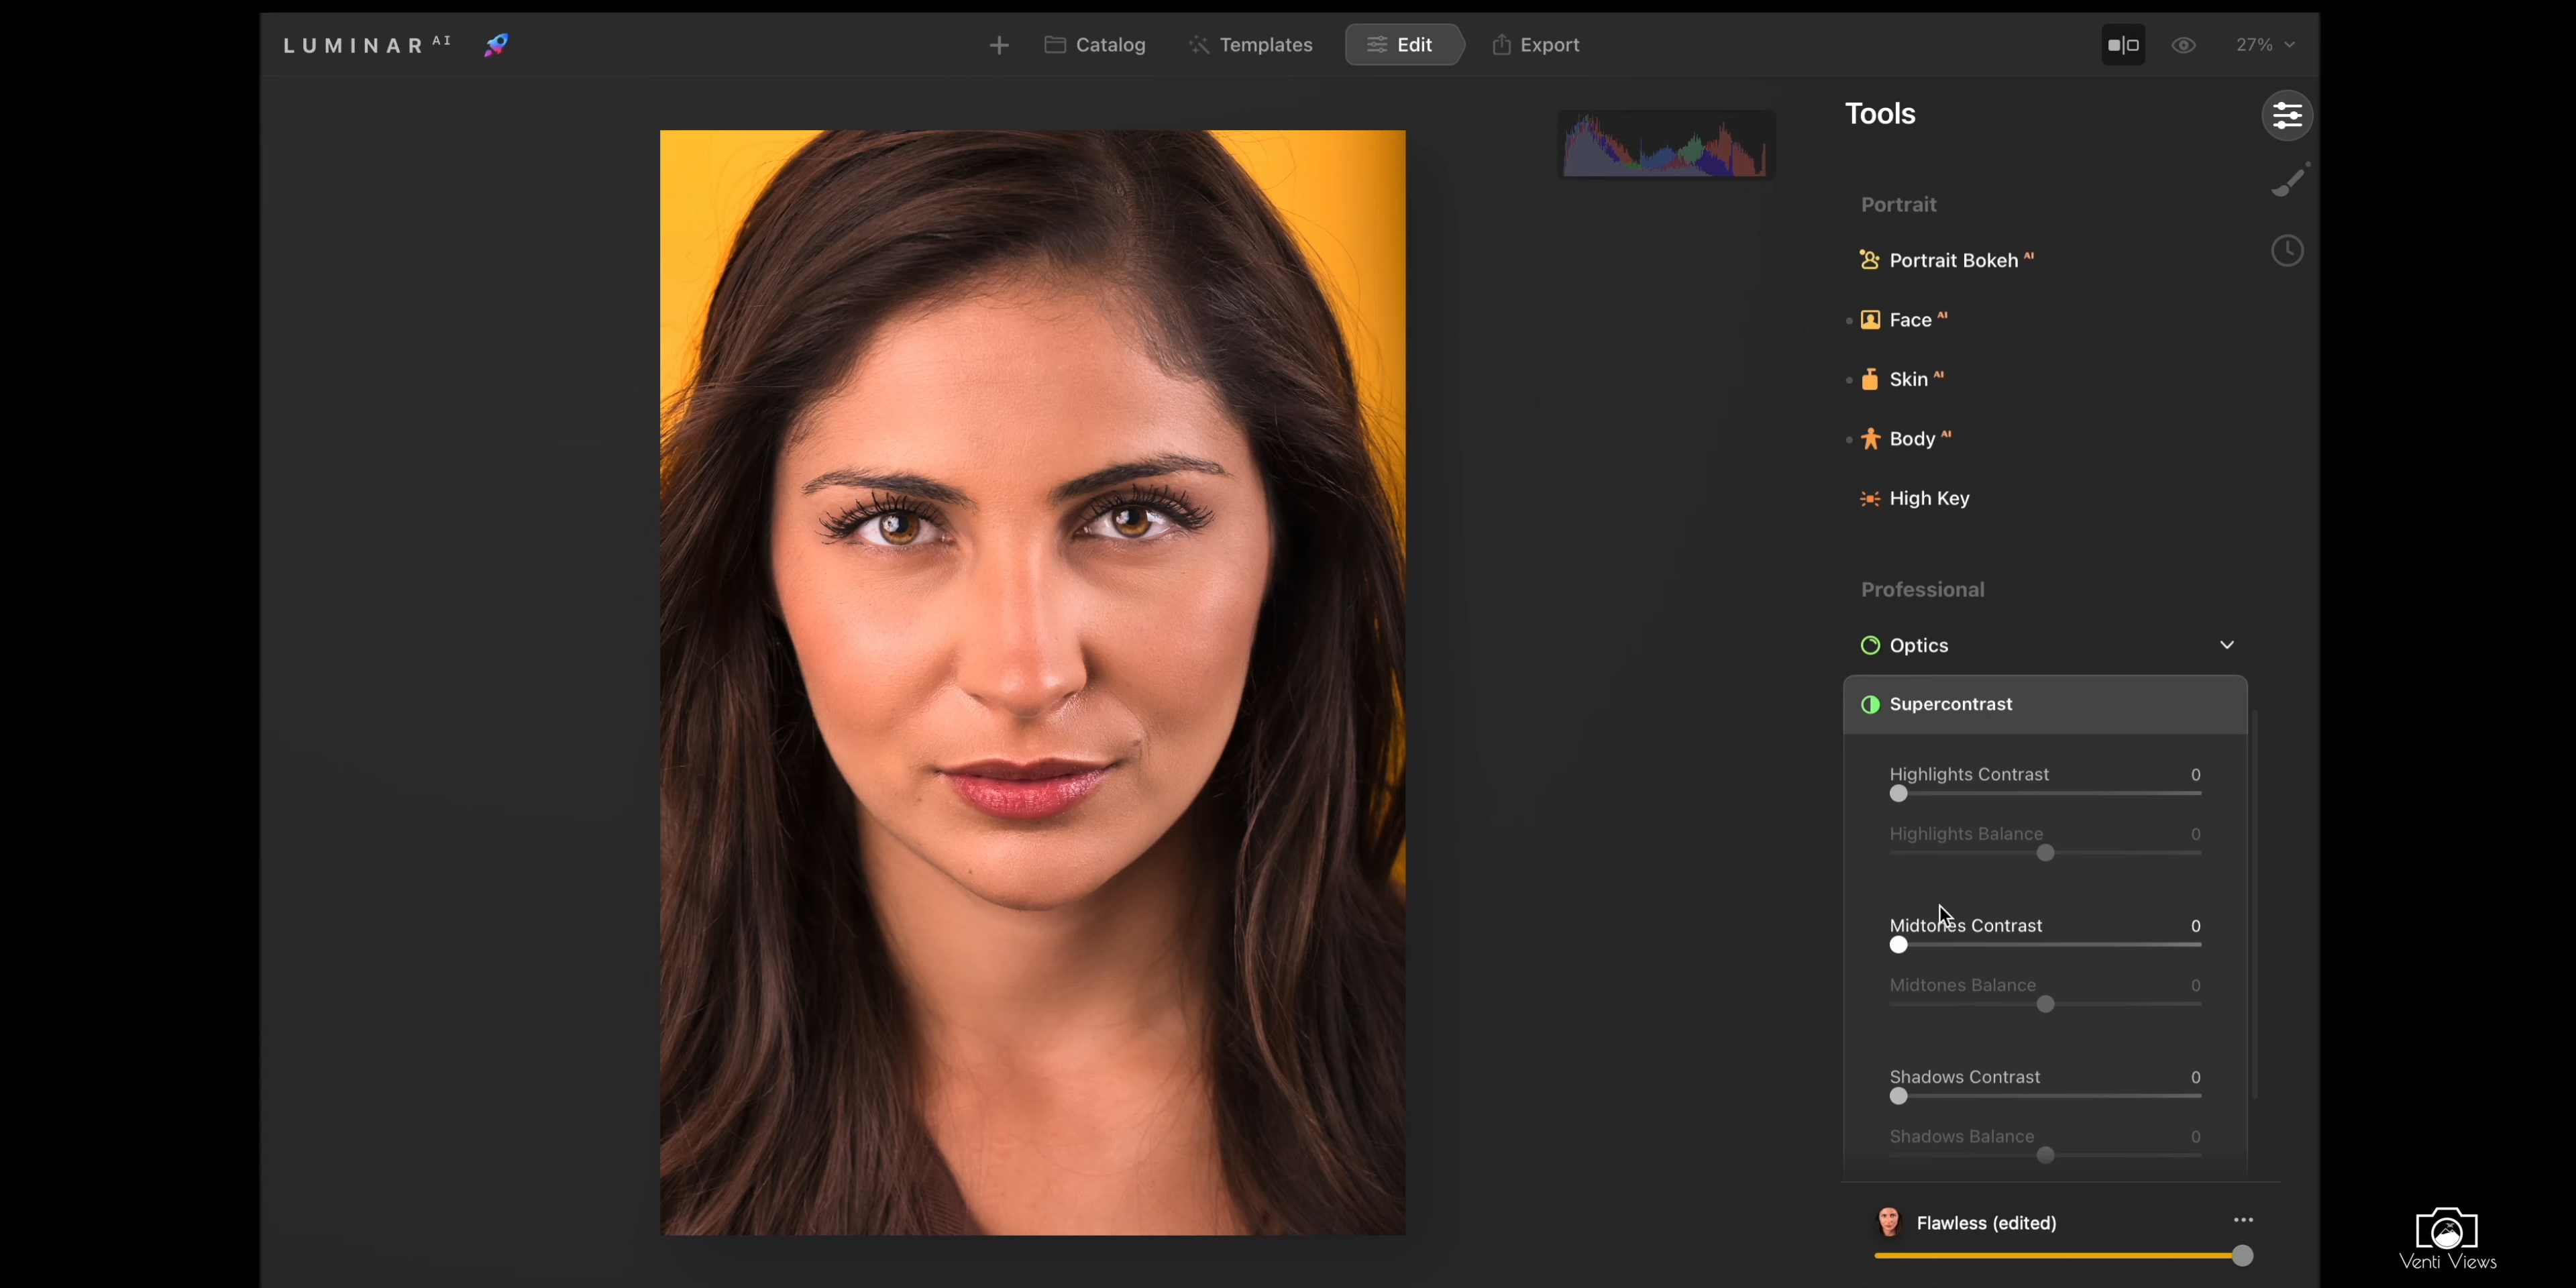 LUMINAR AI
Catalog
Templates
Edit
Export
27%
Tools
Portrait
Portrait Bokeh AI
Face AI
Skin AI
Body AI
High Key
Professional
Optics
Supercontrast
Highlights Contrast 0
Highlights Balance 0
Midtones Contrast 0
Midtones Balance 0
Shadows Contrast 0
Shadows Balance 0
Flawless (edited)
Venti Views